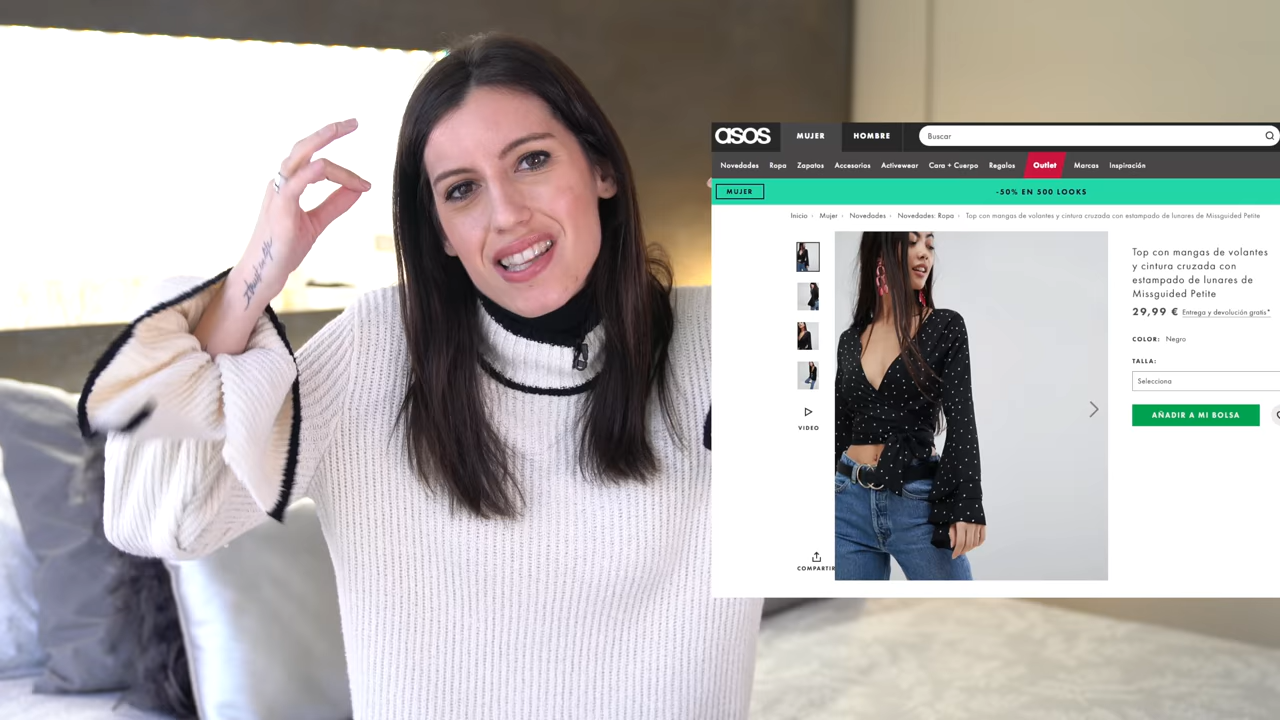 asos
MUJER
HOMBRE
Buscar
Novedades Ropa Zapatos Accesorios Activewear Cara + Cuerpo Regalos Outlet Marcas Inspiración
MUJER
-50% EN 500 LOOKS
Inicio › Mujer › Novedades › Novedades: Ropa › Top con mangas de volantes y cintura cruzada con estampado de lunares de Missguided Petite
Top con mangas de volantes
y cintura cruzada con
estampado de lunares de
Missguided Petite
29,99 € Entrega y devolución gratis*
COLOR: Negro
TALLA:
Selecciona
AÑADIR A MI BOLSA
VIDEO
COMPARTIR